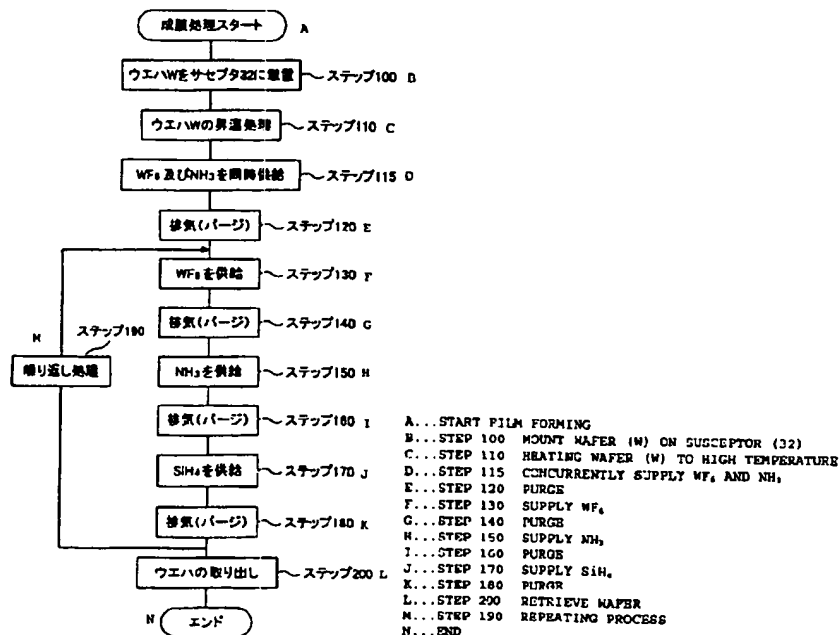 成膜処理スタート A
ウエハWをサセプタ32に載置 ステップ100 B
ウエハWの昇温処理 ステップ110 C
WF₆及びNH₃を同時供給 ステップ115 D
排気(パージ) ステップ120 E
WF₆を供給 ステップ130 F
排気(パージ) ステップ140 G
M ステップ190
繰り返し処理
NH₃を供給 ステップ150 H
排気(パージ) ステップ160 I
SiH₄を供給 ステップ170 J
排気(パージ) ステップ180 K
ウエハの取り出し ステップ200 L
N エンド
A...START FILM FORMING
B...STEP 100 MOUNT WAFER (W) ON SUSCEPTOR (32)
C...STEP 110 HEATING WAFER (W) TO HIGH TEMPERATURE
D...STEP 115 CONCURRENTLY SUPPLY WF₆ AND NH₃
E...STEP 120 PURGE
F...STEP 130 SUPPLY WF₆
G...STEP 140 PURGE
H...STEP 150 SUPPLY NH₃
I...STEP 160 PURGE
J...STEP 170 SUPPLY SiH₄
K...STEP 180 PURGE
L...STEP 200 RETRIEVE WAFER
M...STEP 190 REPEATING PROCESS
N...END